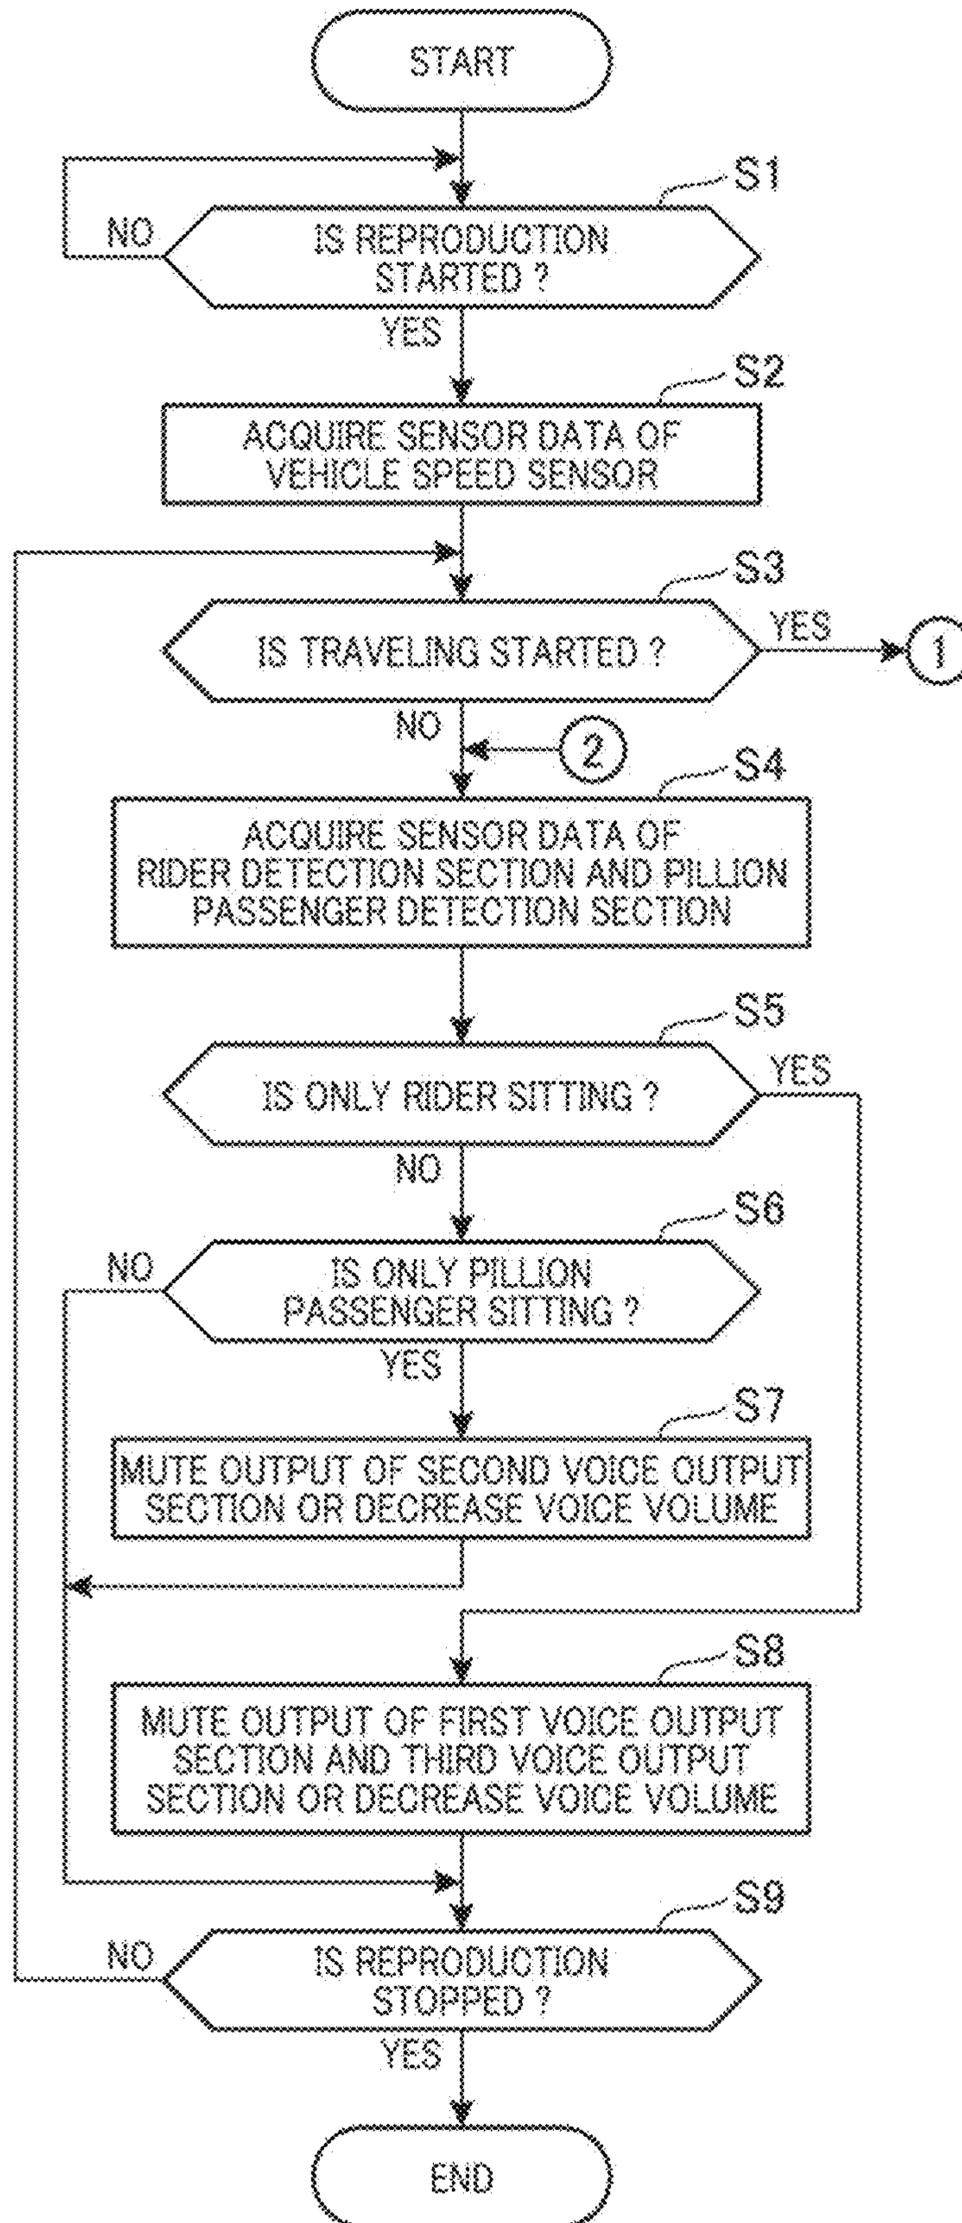 START
S1
NO
IS REPRODUCTION
STARTED ?
YES
S2
ACQUIRE SENSOR DATA OF
VEHICLE SPEED SENSOR
S3
YES
IS TRAVELING STARTED ?
1
NO
2
S4
ACQUIRE SENSOR DATA OF
RIDER DETECTION SECTION AND PILLION
PASSENGER DETECTION SECTION
S5
YES
IS ONLY RIDER SITTING ?
NO
S6
NO
IS ONLY PILLION
PASSENGER SITTING ?
YES
S7
MUTE OUTPUT OF SECOND VOICE OUTPUT
SECTION OR DECREASE VOICE VOLUME
S8
MUTE OUTPUT OF FIRST VOICE OUTPUT
SECTION AND THIRD VOICE OUTPUT
SECTION OR DECREASE VOICE VOLUME
S9
NO
IS REPRODUCTION
STOPPED ?
YES
END